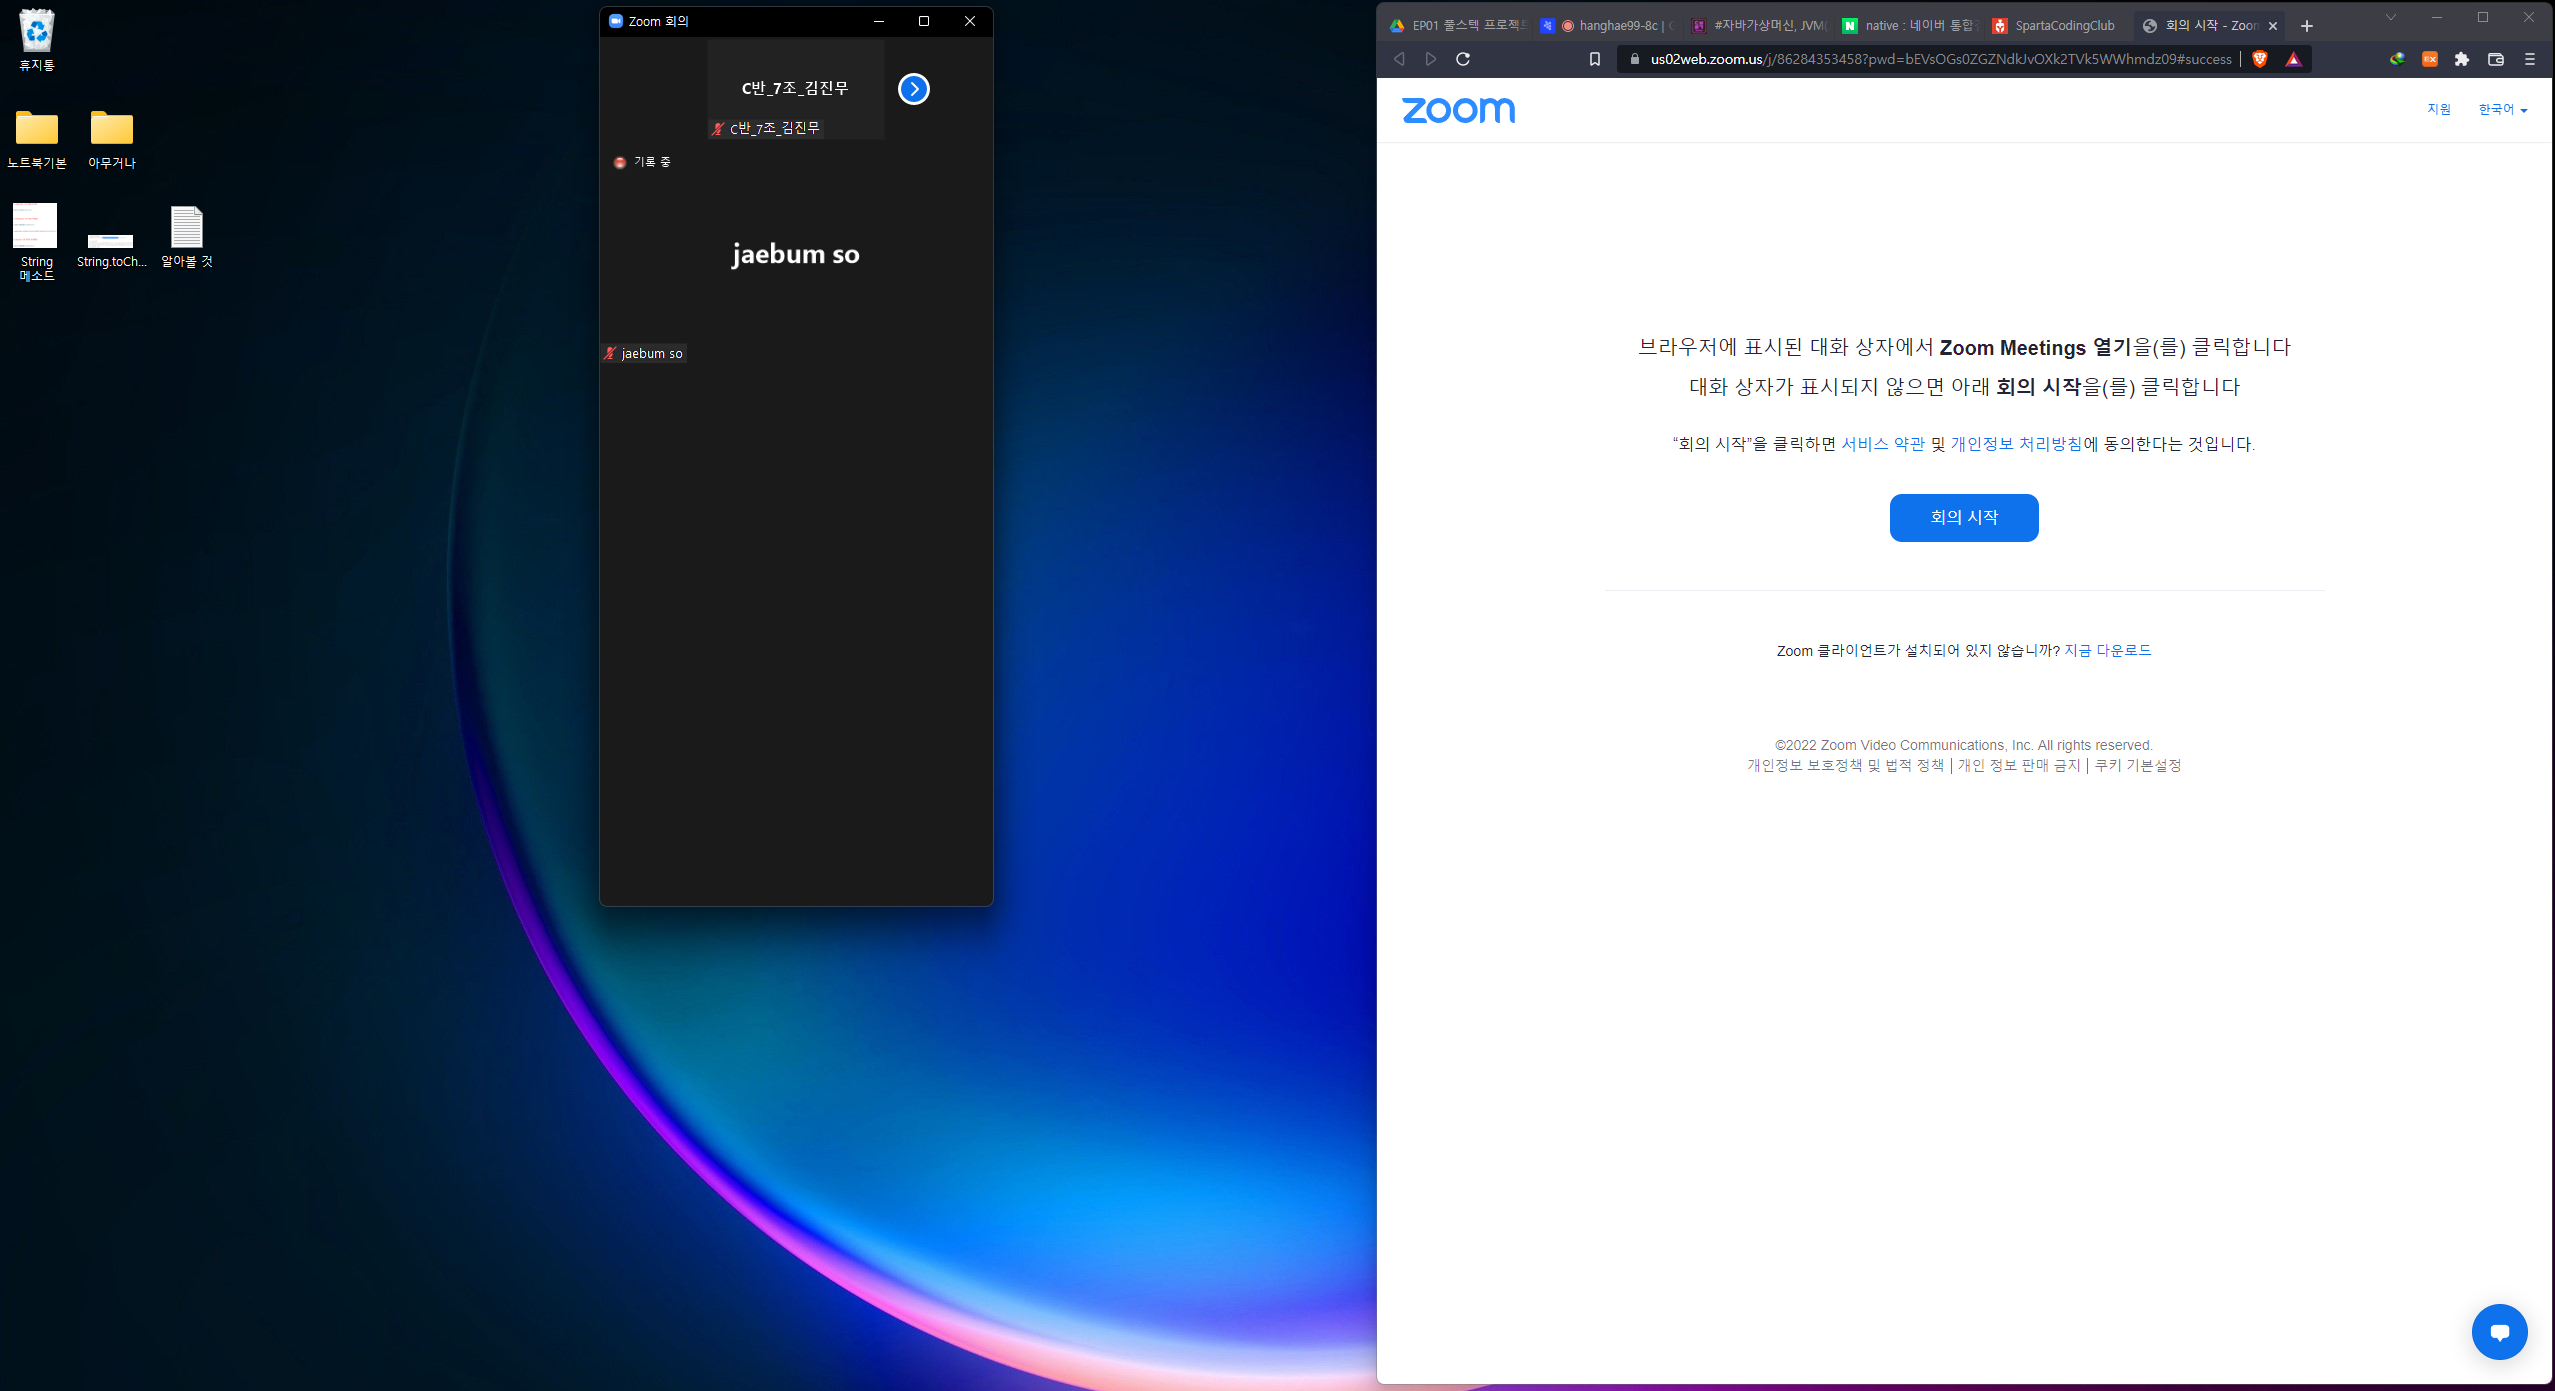 휴지통
노트북기본
아무거나
String
메소드
String.toCh...
알아볼 것
Zoom 회의
C반_7조_김진무
C반_7조_김진무
기록 중
jaebum so
jaebum so
EP01 풀스텍 프로젝트
hanghae99-8c |
#자바가상머신, JVM(
native : 네이버 통합
SpartaCodingClub
회의 시작 - Zoom
us02web.zoom.us/j/86284353458?pwd=bEVsOGs0ZGZNdkJvOXk2TVk5WWhmdz09#success
EX
zoom
지원
한국어
브라우저에 표시된 대화 상자에서 Zoom Meetings 열기을(를) 클릭합니다
대화 상자가 표시되지 않으면 아래 회의 시작을(를) 클릭합니다
“회의 시작”을 클릭하면 서비스 약관 및 개인정보 처리방침에 동의한다는 것입니다.
회의 시작
Zoom 클라이언트가 설치되어 있지 않습니까? 지금 다운로드
©2022 Zoom Video Communications, Inc. All rights reserved.
개인정보 보호정책 및 법적 정책 | 개인 정보 판매 금지 | 쿠키 기본설정